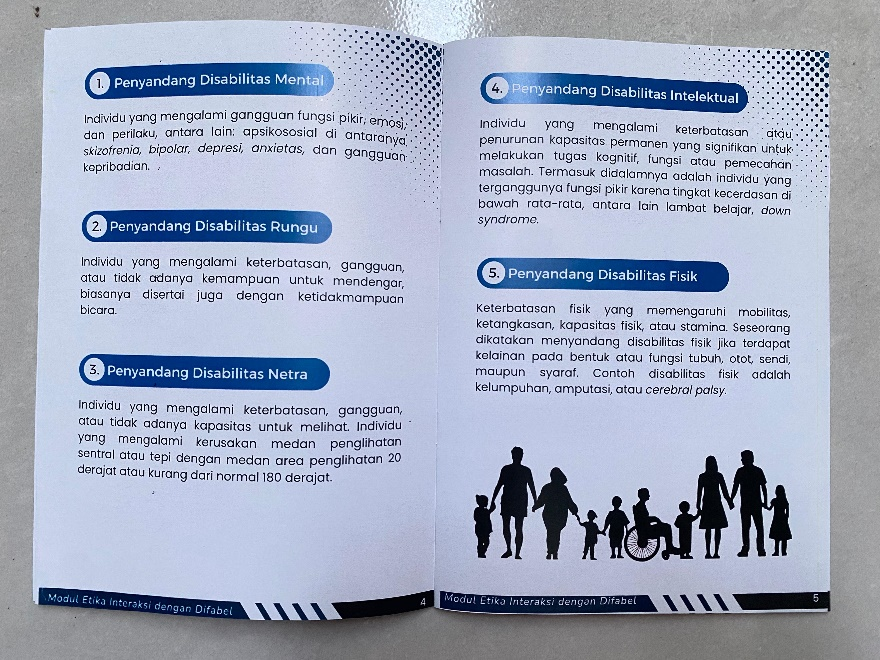 1. Penyandang Disabilitas Mental
Individu yang mengalami gangguan fungsi pikir, emosi,
dan perilaku, antara lain: apsikososial di antaranya
skizofrenia, bipolar, depresi, anxietas, dan gangguan
kepribadian.
2. Penyandang Disabilitas Rungu
Individu yang mengalami keterbatasan, gangguan,
atau tidak adanya kemampuan untuk mendengar,
biasanya disertai juga dengan ketidakmampuan
bicara.
3. Penyandang Disabilitas Netra
Individu yang mengalami keterbatasan, gangguan,
atau tidak adanya kapasitas untuk melihat. Individu
yang mengalami kerusakan medan penglihatan
sentral atau tepi dengan medan area penglihatan 20
derajat atau kurang dari normal 180 derajat.
Modul Etika Interaksi dengan Difabel
4
4. Penyandang Disabilitas Intelektual
Individu yang mengalami keterbatasan atau
penurunan kapasitas permanen yang signifikan untuk
melakukan tugas kognitif, fungsi atau pemecahan
masalah. Termasuk didalamnya adalah individu yang
terganggunya fungsi pikir karena tingkat kecerdasan di
bawah rata-rata, antara lain lambat belajar, down
syndrome.
5. Penyandang Disabilitas Fisik
Keterbatasan fisik yang memengaruhi mobilitas,
ketangkasan, kapasitas fisik, atau stamina. Seseorang
dikatakan menyandang disabilitas fisik jika terdapat
kelainan pada bentuk atau fungsi tubuh, otot, sendi,
maupun syaraf. Contoh disabilitas fisik adalah
kelumpuhan, amputasi, atau cerebral palsy.
Modul Etika Interaksi dengan Difabel
5